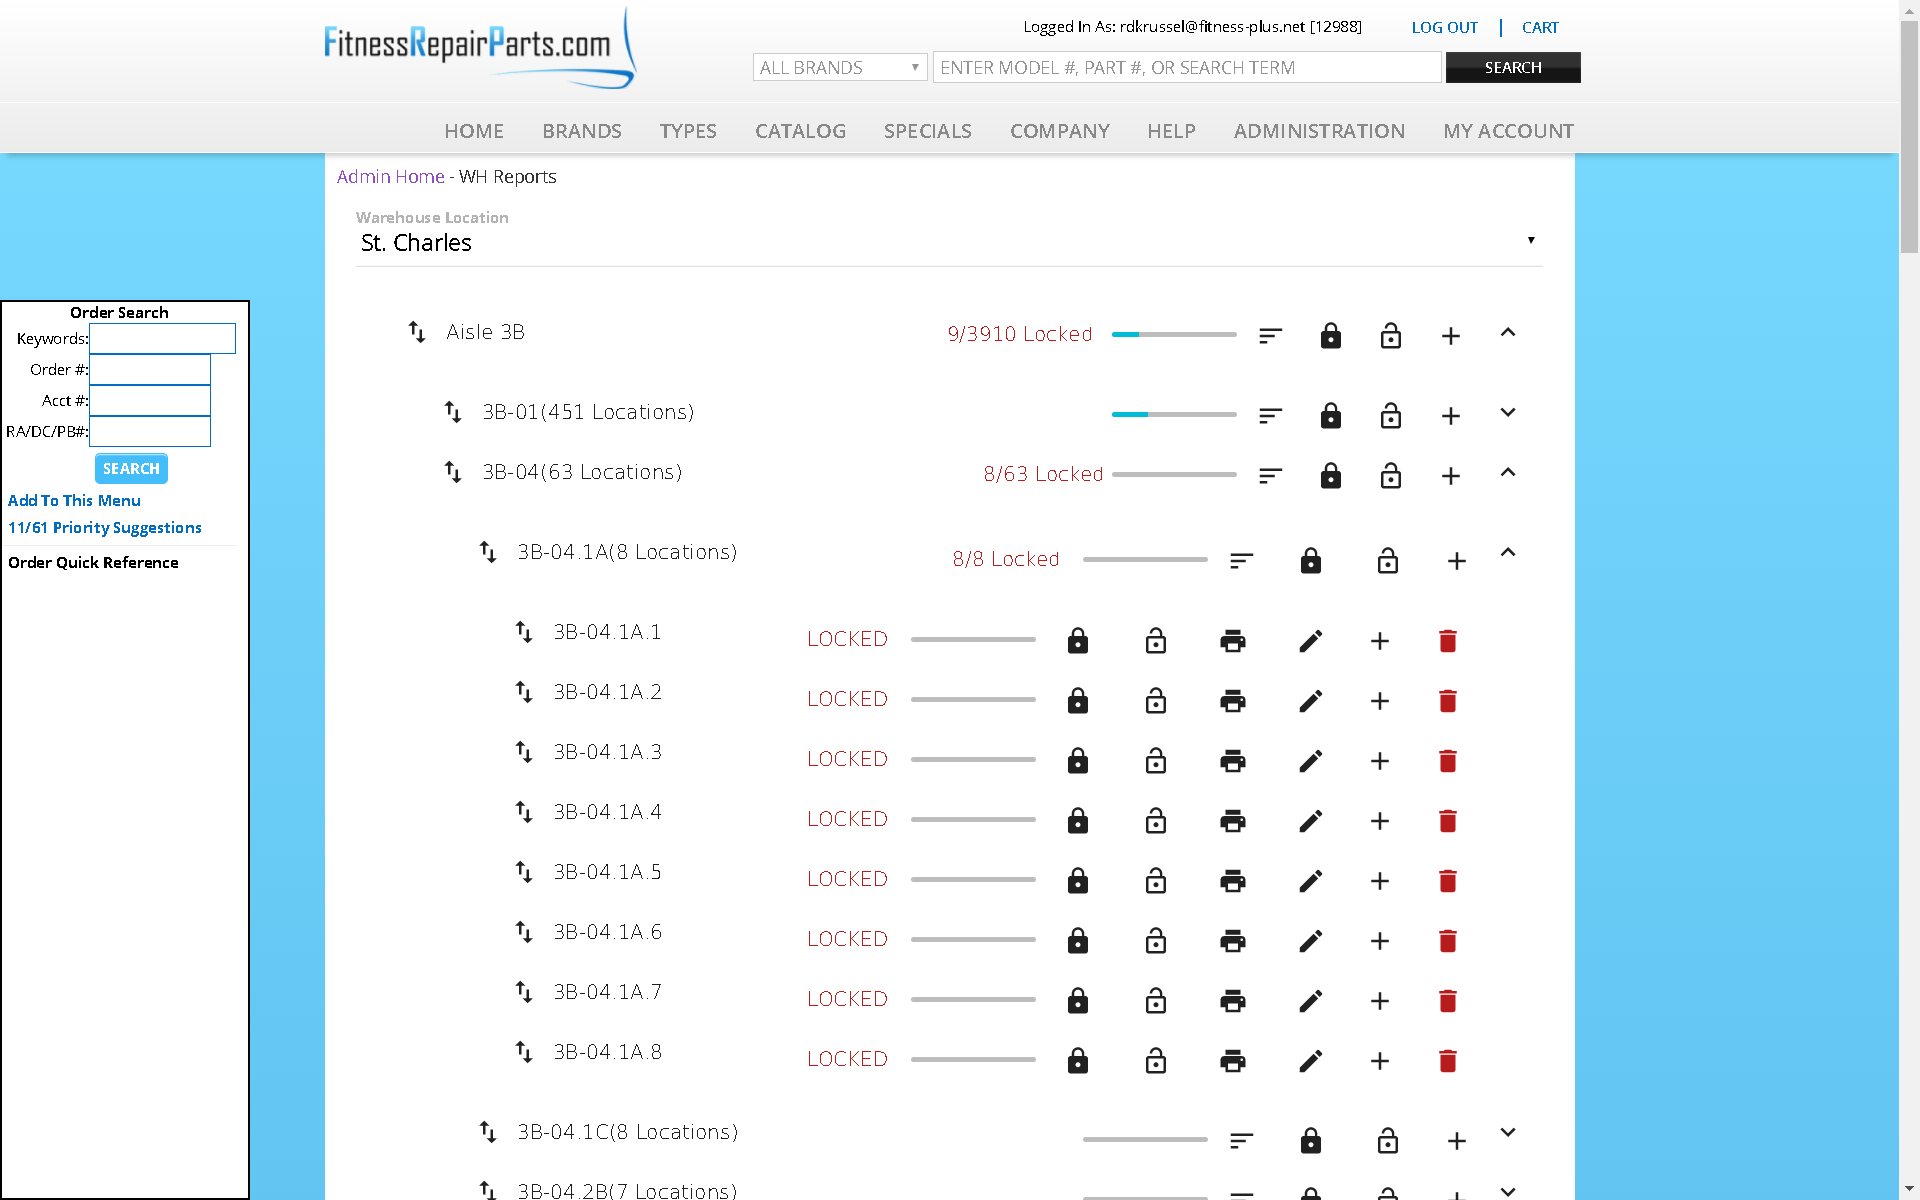 FitnessRepairParts.com
Logged In As: rdkrussel@fitness-plus.net [12988]
LOG OUT | CART
ALL BRANDS
ENTER MODEL #, PART #, OR SEARCH TERM
SEARCH
HOME BRANDS TYPES CATALOG SPECIALS COMPANY HELP ADMINISTRATION MY ACCOUNT
Admin Home - WH Reports
Warehouse Location
St. Charles
Order Search
Keywords:
Order #:
Acct #:
RA/DC/PB#:
SEARCH
Add To This Menu
11/61 Priority Suggestions
Order Quick Reference
Aisle 3B 9/3910 Locked
3B-01(451 Locations)
3B-04(63 Locations) 8/63 Locked
3B-04.1A(8 Locations) 8/8 Locked
3B-04.1A.1 LOCKED
3B-04.1A.2 LOCKED
3B-04.1A.3 LOCKED
3B-04.1A.4 LOCKED
3B-04.1A.5 LOCKED
3B-04.1A.6 LOCKED
3B-04.1A.7 LOCKED
3B-04.1A.8 LOCKED
3B-04.1C(8 Locations)
3B-04.2B(7 Locations)